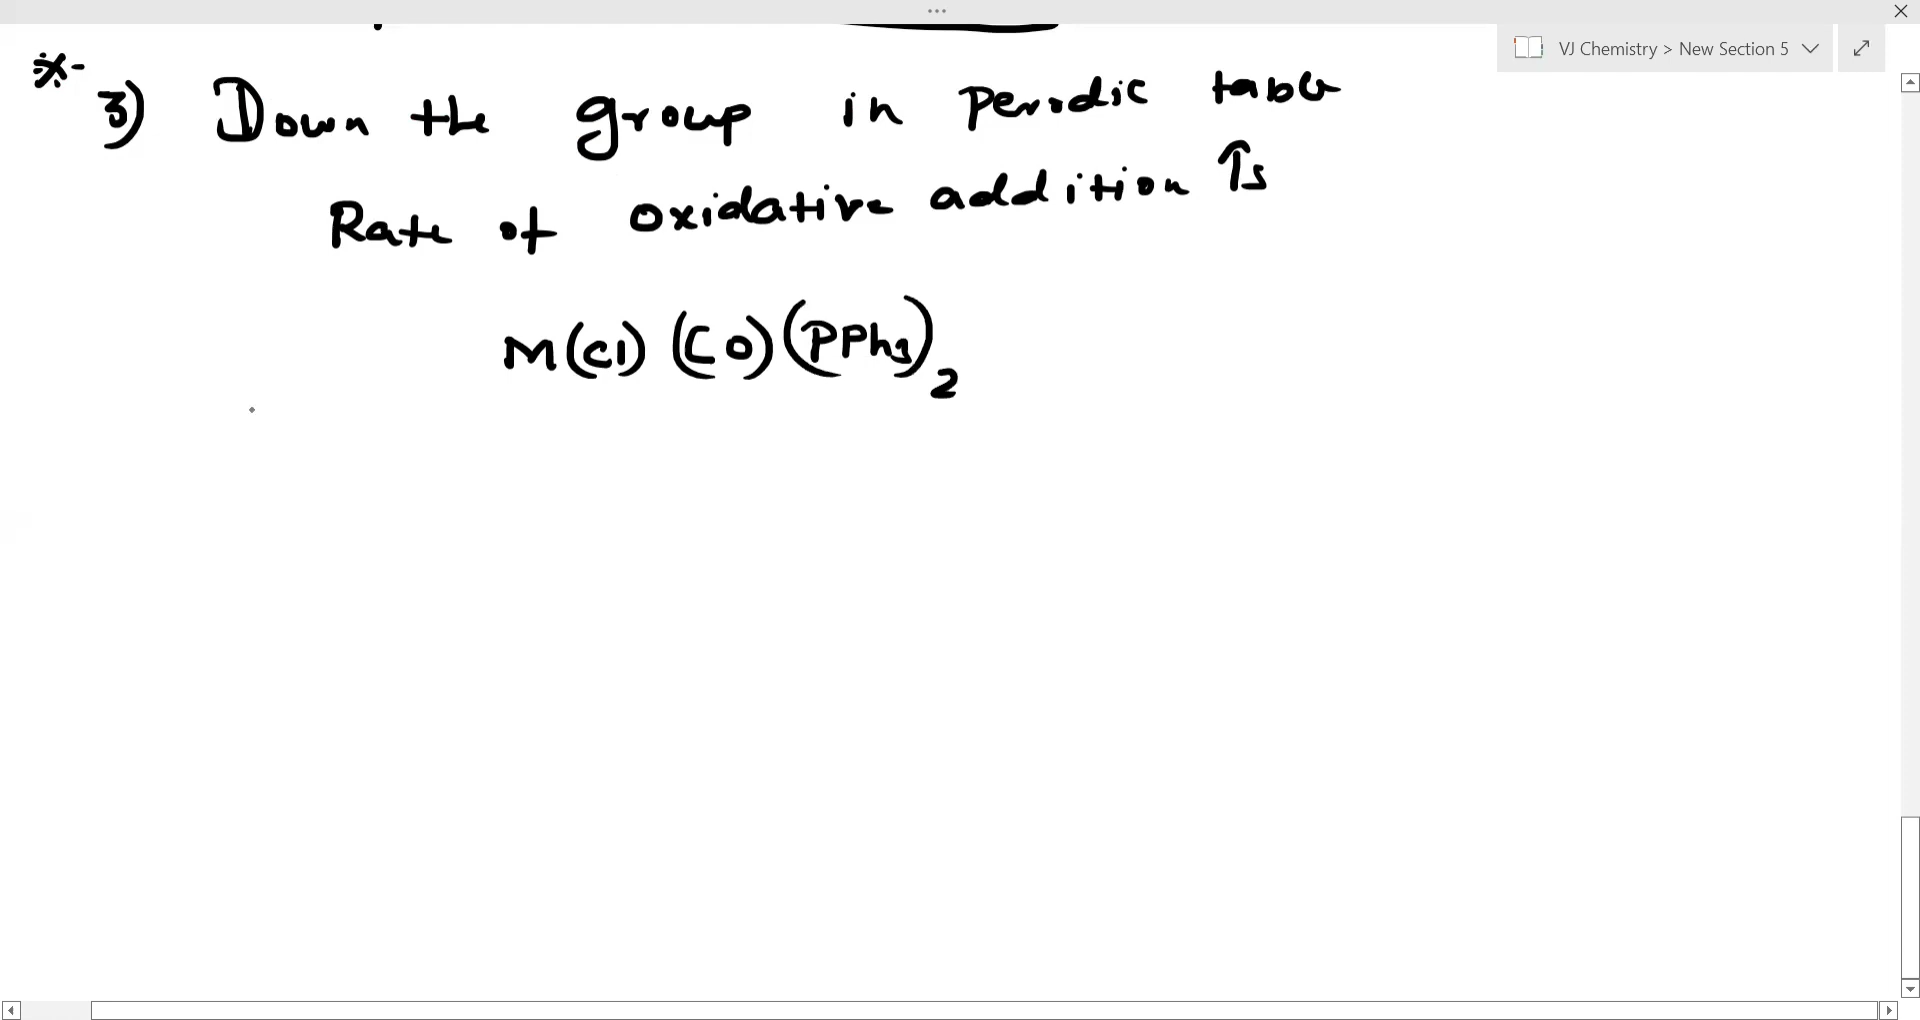 VJ Chemistry > New Section 5
※- 3) Down the group in periodic table
Rate of oxidative addition ↑s
M(Cl) (CO) (PPh3)2